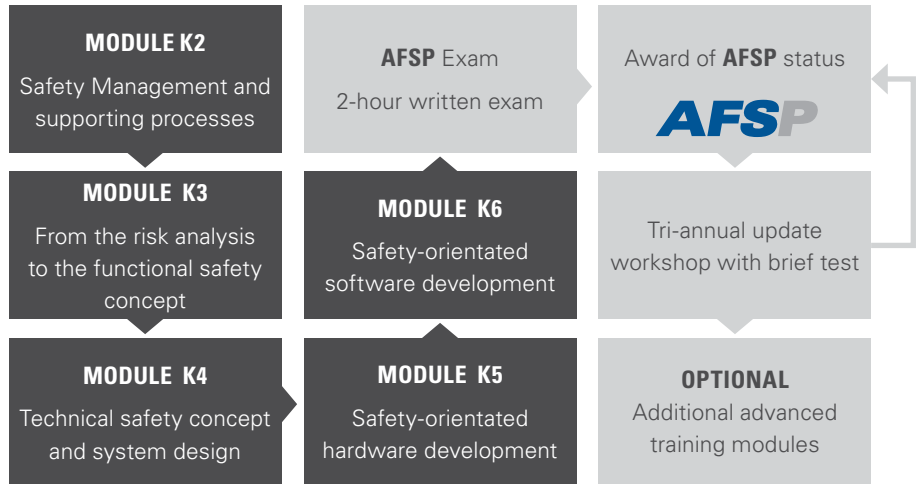 MODULE K2
Safety Management and
supporting processes
MODULE K3
From the risk analysis
to the functional safety
concept
MODULE K4
Technical safety concept
and system design
MODULE K5
Safety-orientated
hardware development
MODULE K6
Safety-orientated
software development
AFSP Exam
2-hour written exam
Award of AFSP status
AFSP
Tri-annual update
workshop with brief test
OPTIONAL
Additional advanced
training modules